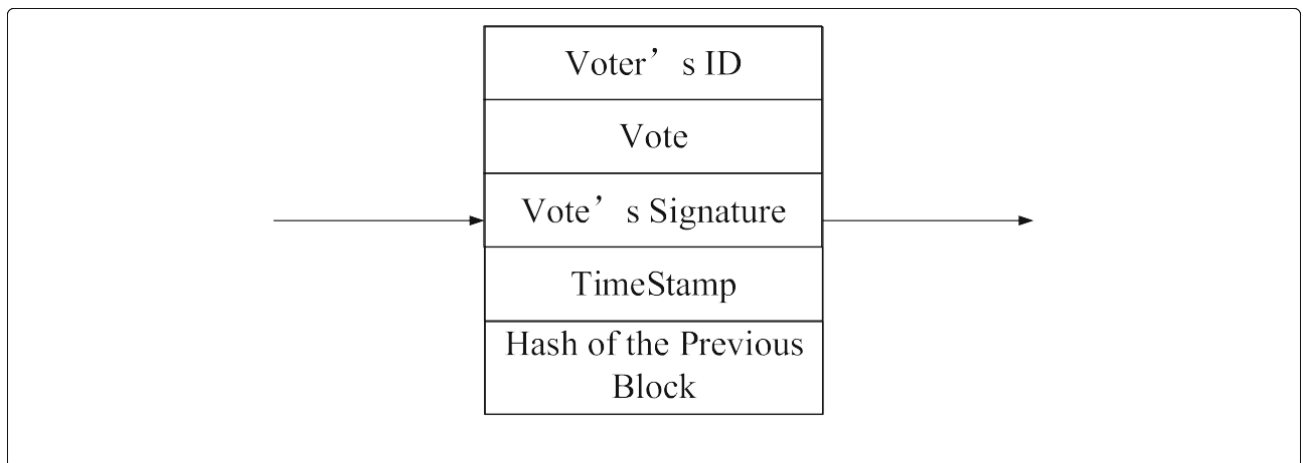 Voter’s ID
Vote
Vote’s Signature
TimeStamp
Hash of the Previous
Block